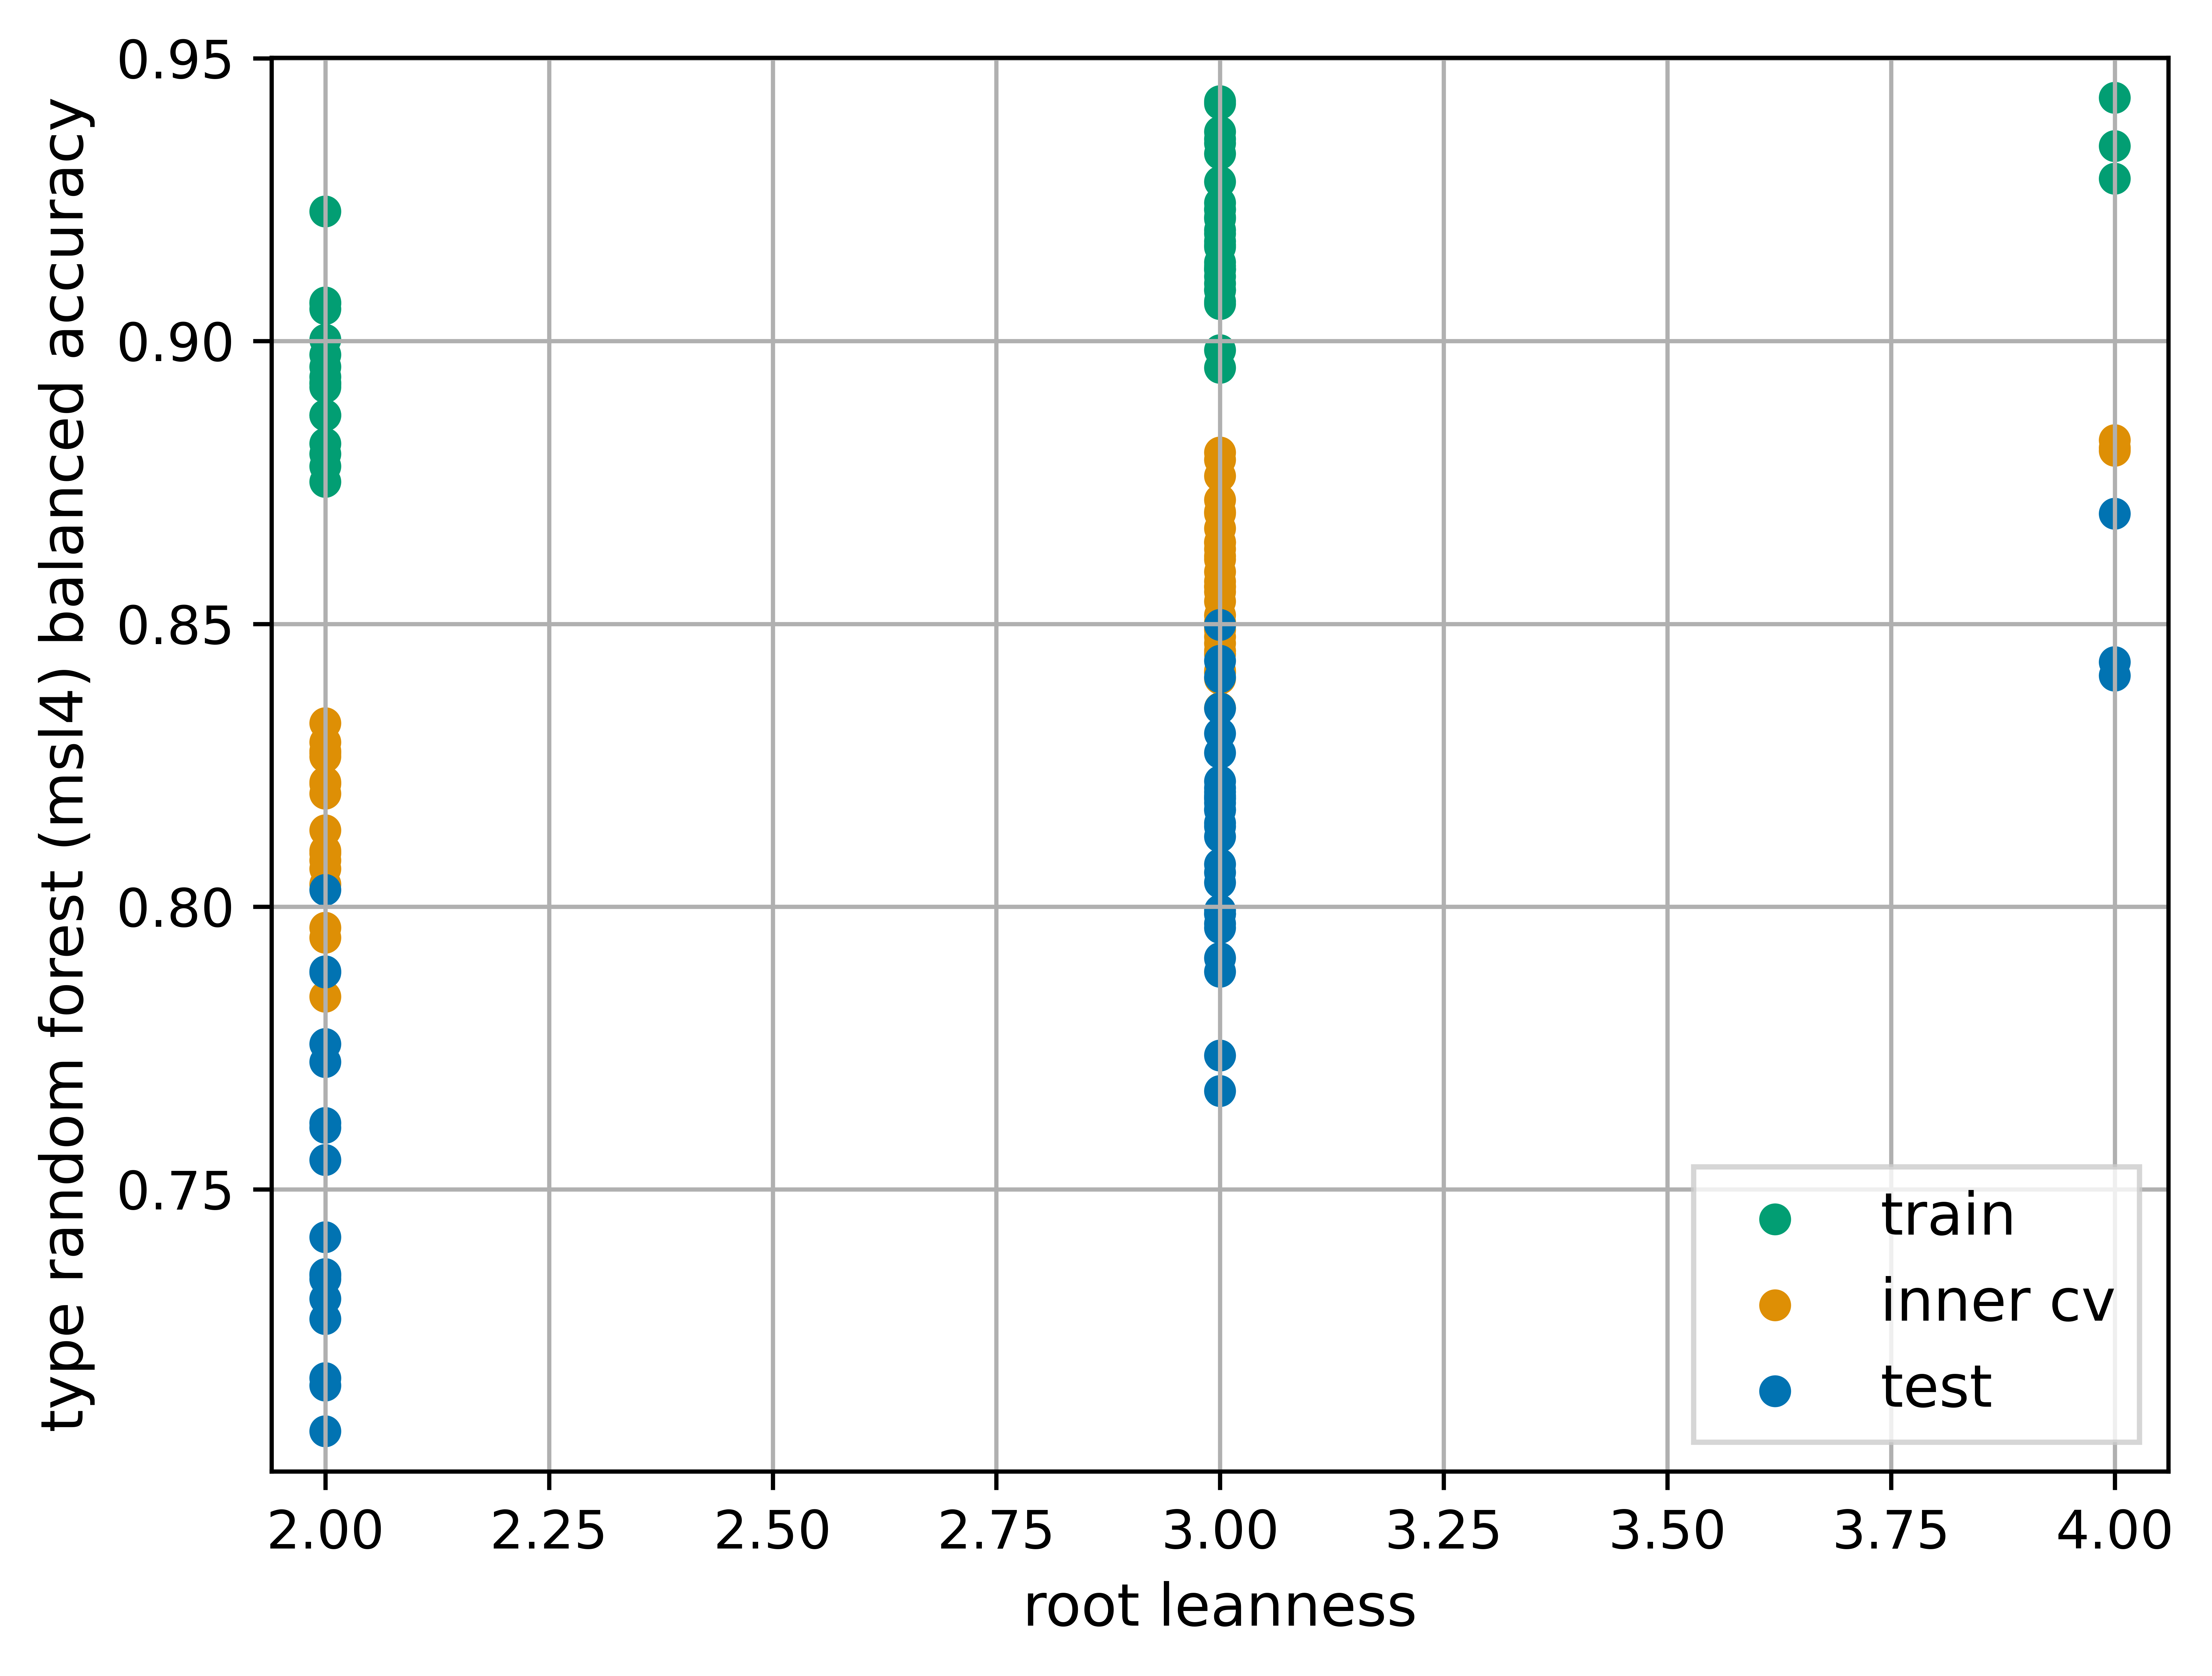 type random forest (msl4) balanced accuracy
0.95
0.90
0.85
0.80
0.75
train
inner cv
test
2.00 2.25 2.50 2.75 3.00 3.25 3.50 3.75 4.00
root leanness